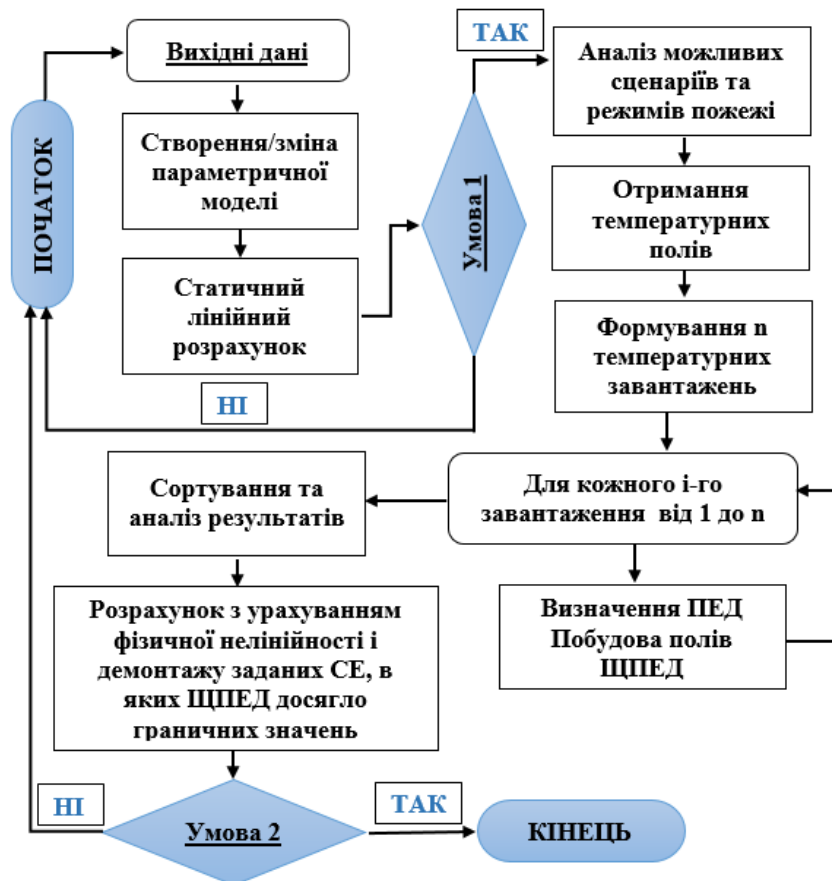 ПОЧАТОК
Вихідні дані
Створення/зміна
параметричної
моделі
Статичний
лінійний
розрахунок
Умова 1
НІ
ТАК
Аналіз можливих
сценаріїв та
режимів пожежі
Отримання
температурних
полів
Формування n
температурних
завантажень
Для кожного і-го
завантаження від 1 до n
Визначення ПЕД
Побудова полів
ЩПЕД
Сортування та
аналіз результатів
Розрахунок з урахуванням
фізичної нелінійності і
демонтажу заданих СЕ, в
яких ЩПЕД досягло
граничних значень
Умова 2
НІ
ТАК
КІНЕЦЬ